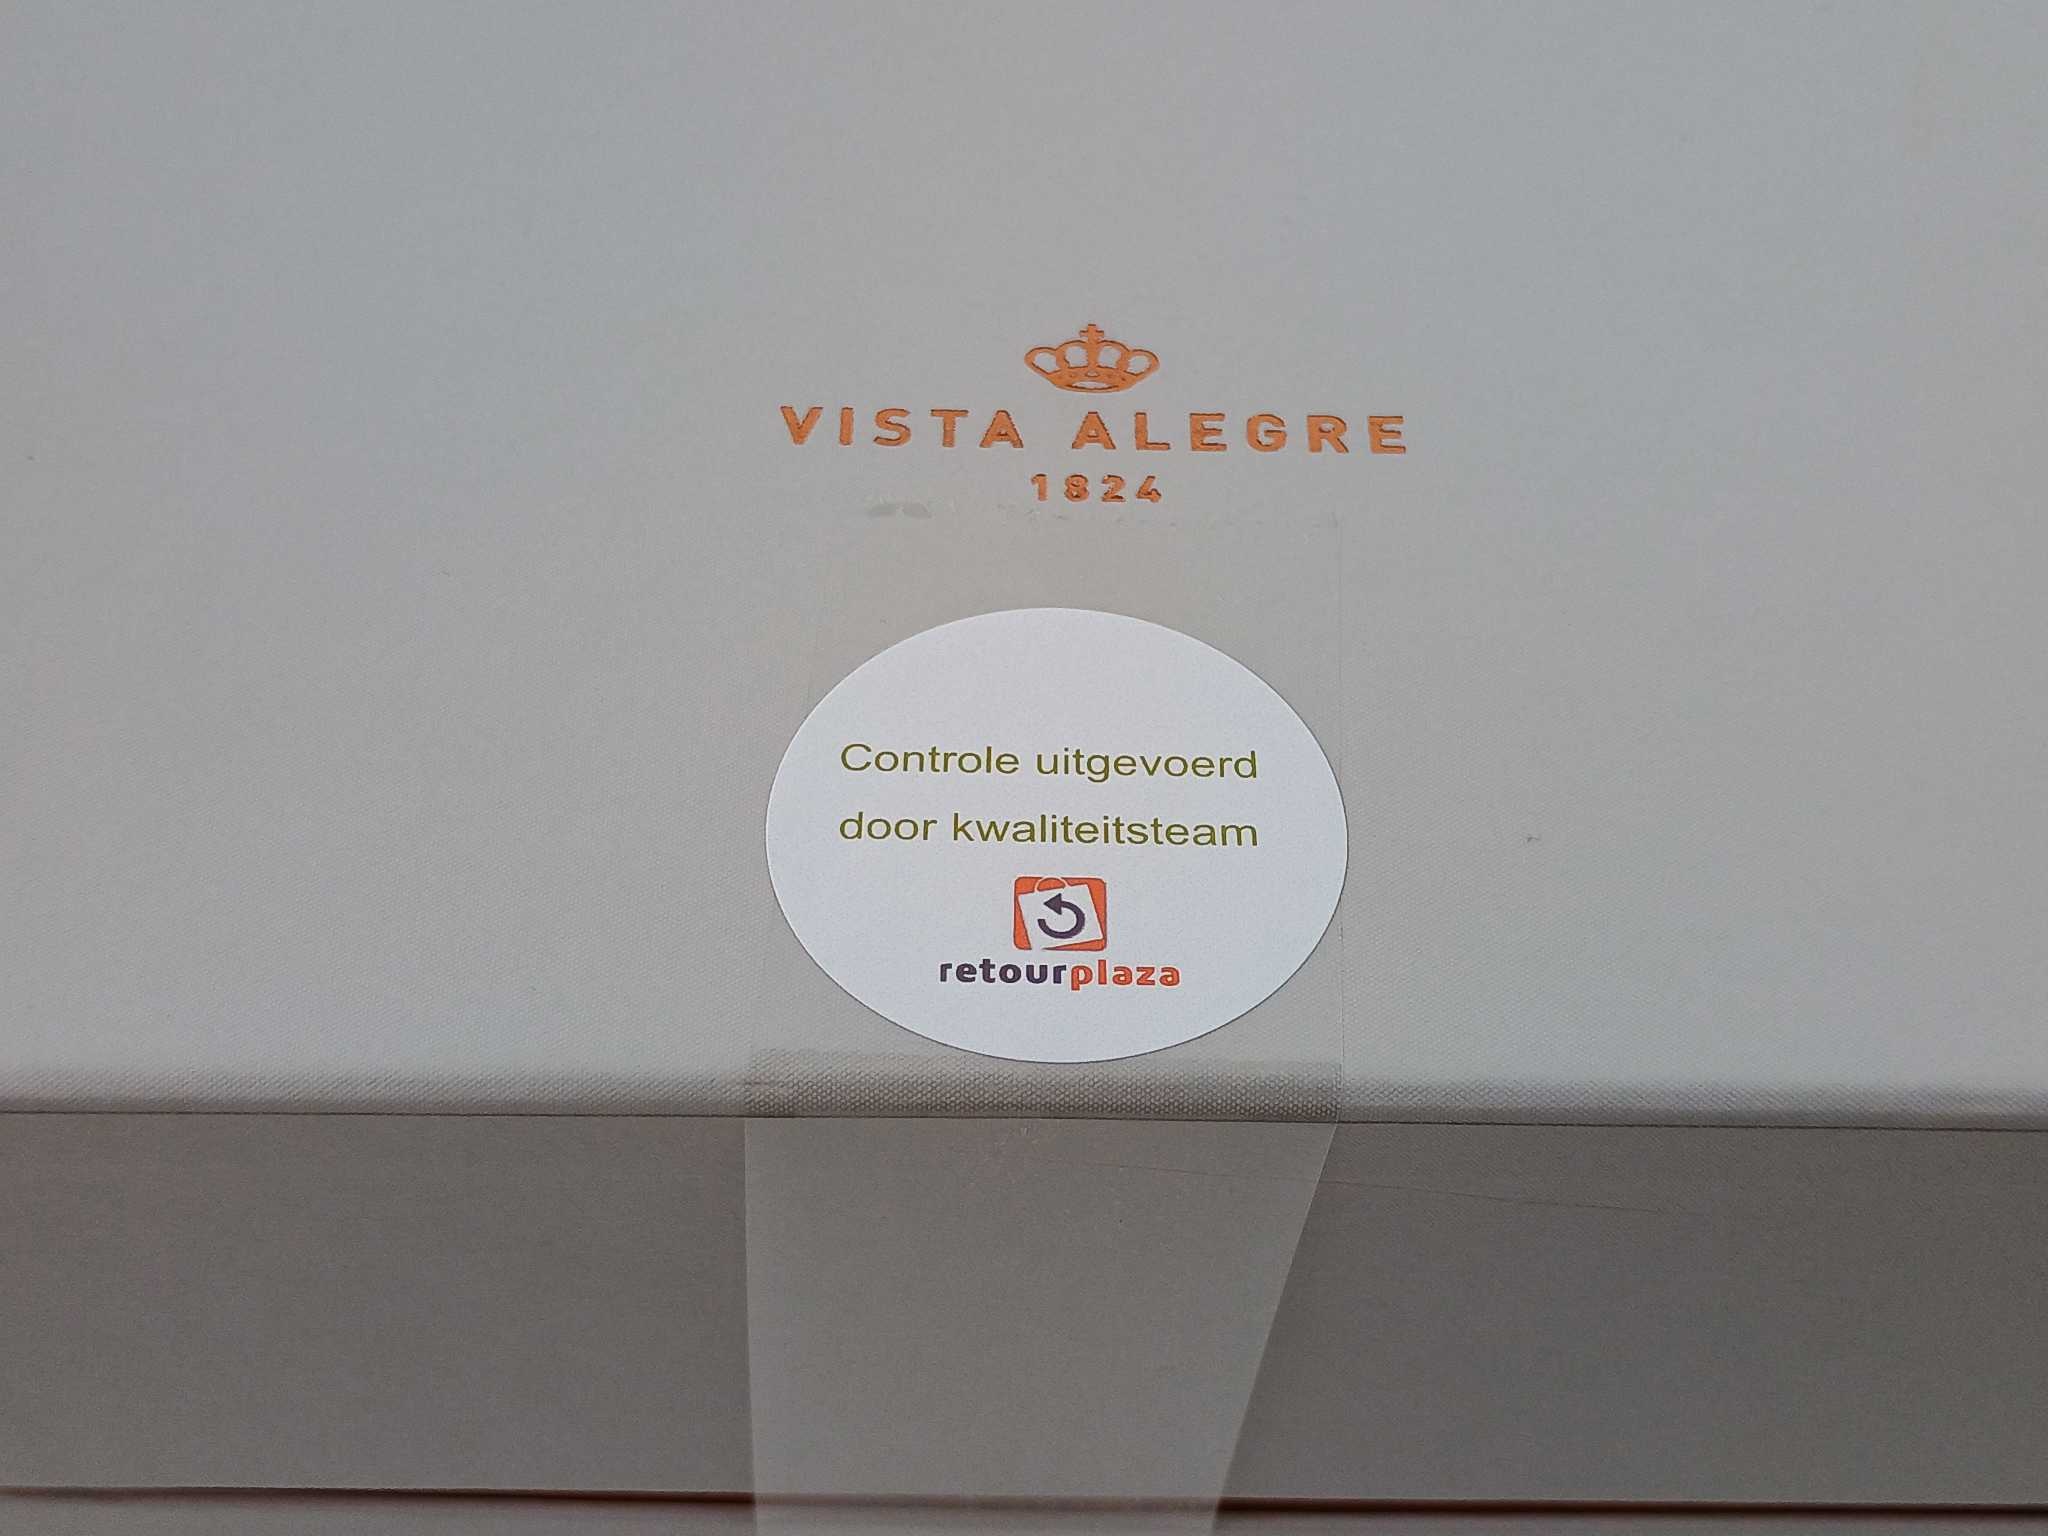 VISTA ALEGRE
1824
Controle uitgevoerd
door kwaliteitsteam
retourplaza